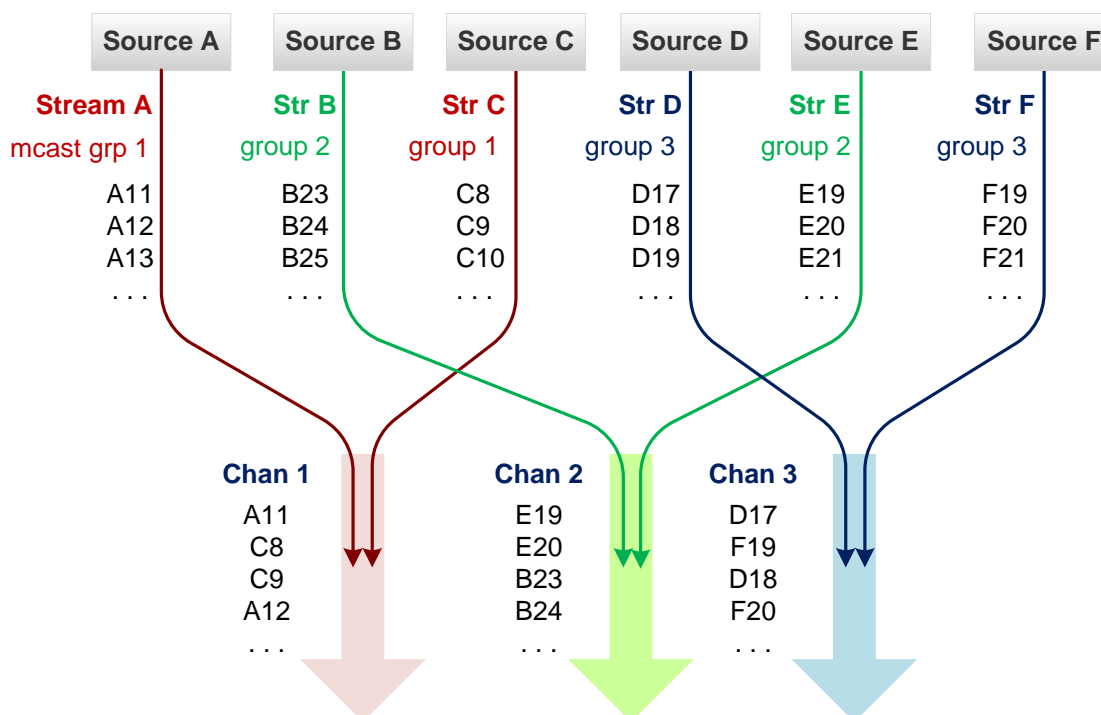 Source A Source B Source C Source D Source E Source F
Stream A Str B Str C Str D Str E Str F
mcast grp 1 group 2 group 1 group 3 group 2 group 3
A11 B23 C8 D17 E19 F19
A12 B24 C9 D18 E20 F20
A13 B25 C10 D19 E21 F21
. . . . . . . . . . . . . . . . . .
Chan 1 Chan 2 Chan 3
A11 E19 D17
C8 E20 F19
C9 B23 D18
A12 B24 F20
. . . . . . . . .